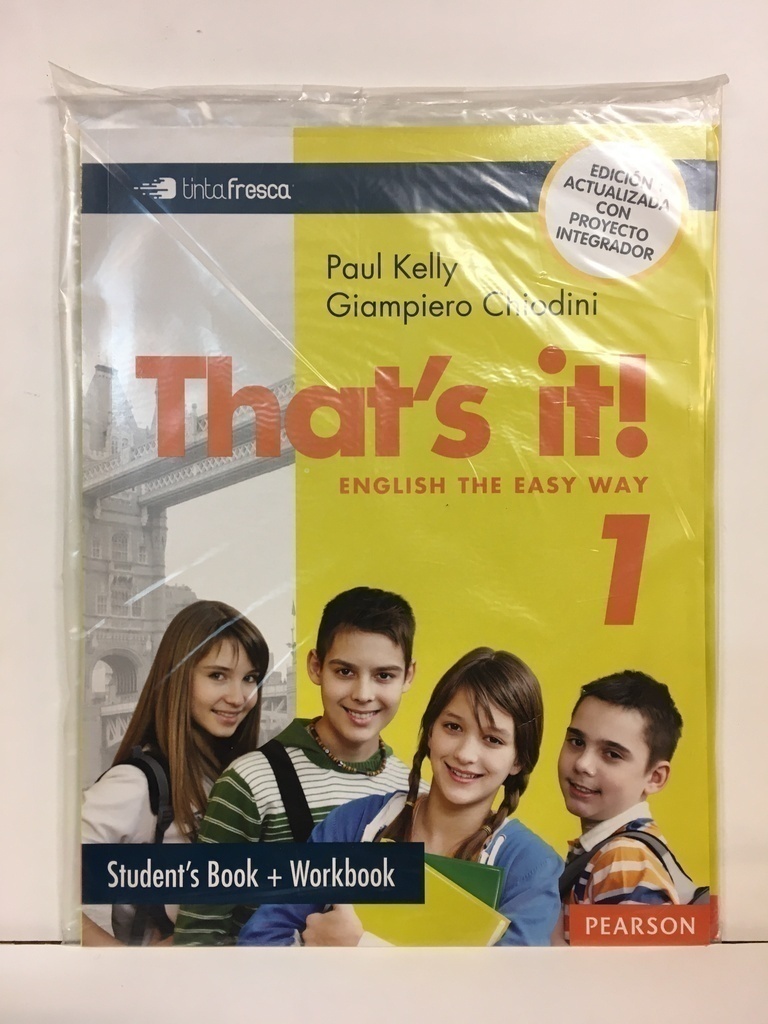 tintafresca
EDICIÓN
ACTUALIZADA
CON
PROYECTO
INTEGRADOR
Paul Kelly
Giampiero Chiodini
That's it!
ENGLISH THE EASY WAY
1
Student's Book + Workbook
PEARSON